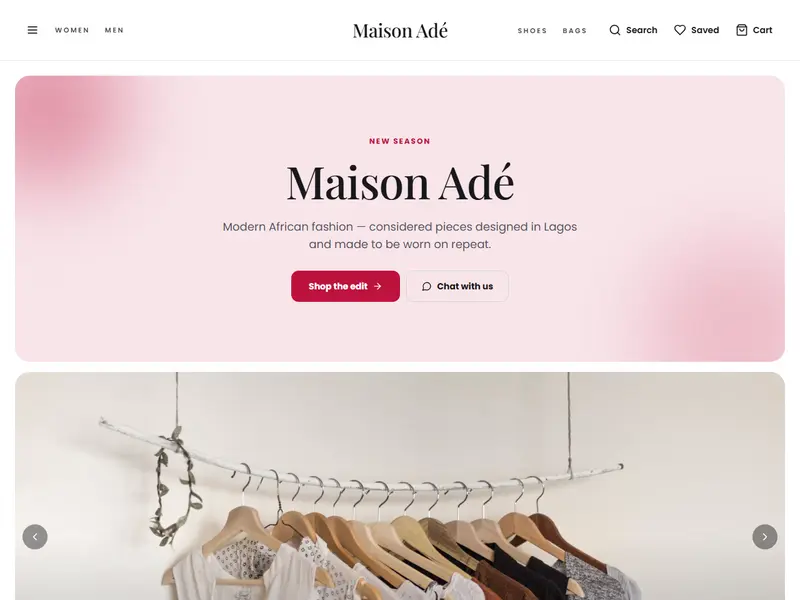 WOMEN MEN Maison Adé SHOES BAGS Search Saved Cart
NEW SEASON
Maison Adé
Modern African fashion — considered pieces designed in Lagos
and made to be worn on repeat.
Shop the edit → Chat with us